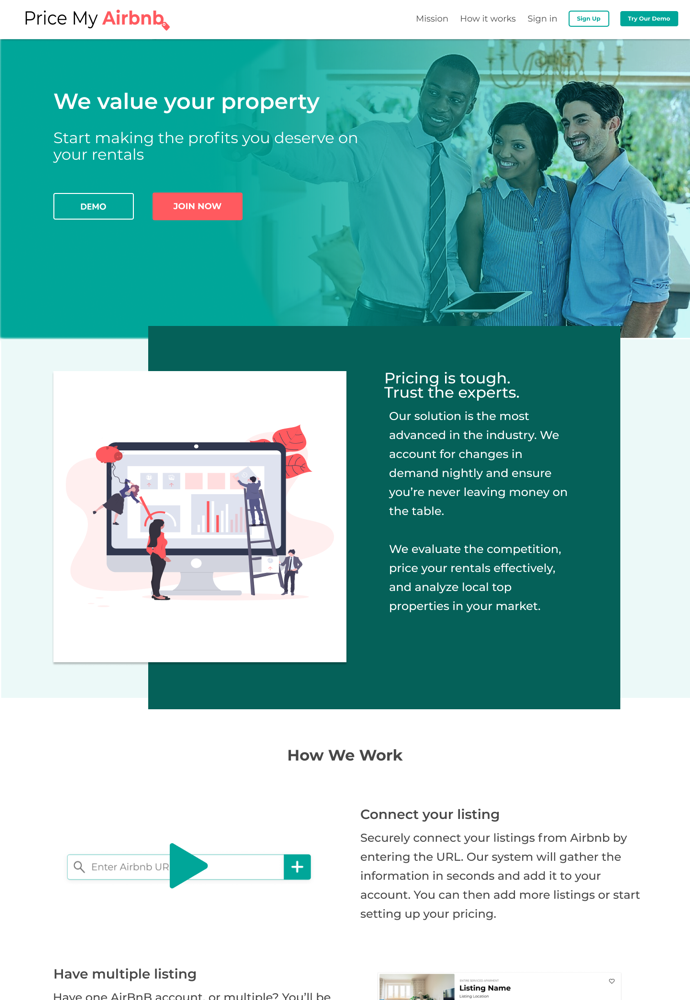 Price My Airbnb
Mission
How it works
Sign in
Sign Up
Try Our Demo
We value your property
Start making the profits you deserve on
your rentals
DEMO
JOIN NOW
Pricing is tough.
Trust the experts.
Our solution is the most
advanced in the industry. We
account for changes in
demand nightly and ensure
you’re never leaving money on
the table.
We evaluate the competition,
price your rentals effectively,
and analyze local top
properties in your market.
How We Work
Connect your listing
Securely connect your listings from Airbnb by
entering the URL. Our system will gather the
information in seconds and add it to your
account. You can then add more listings or start
setting up your pricing.
Enter Airbnb UR
Have multiple listing
Have one AirBnB account, or multiple? You’ll be
Listing Name
Listing Location